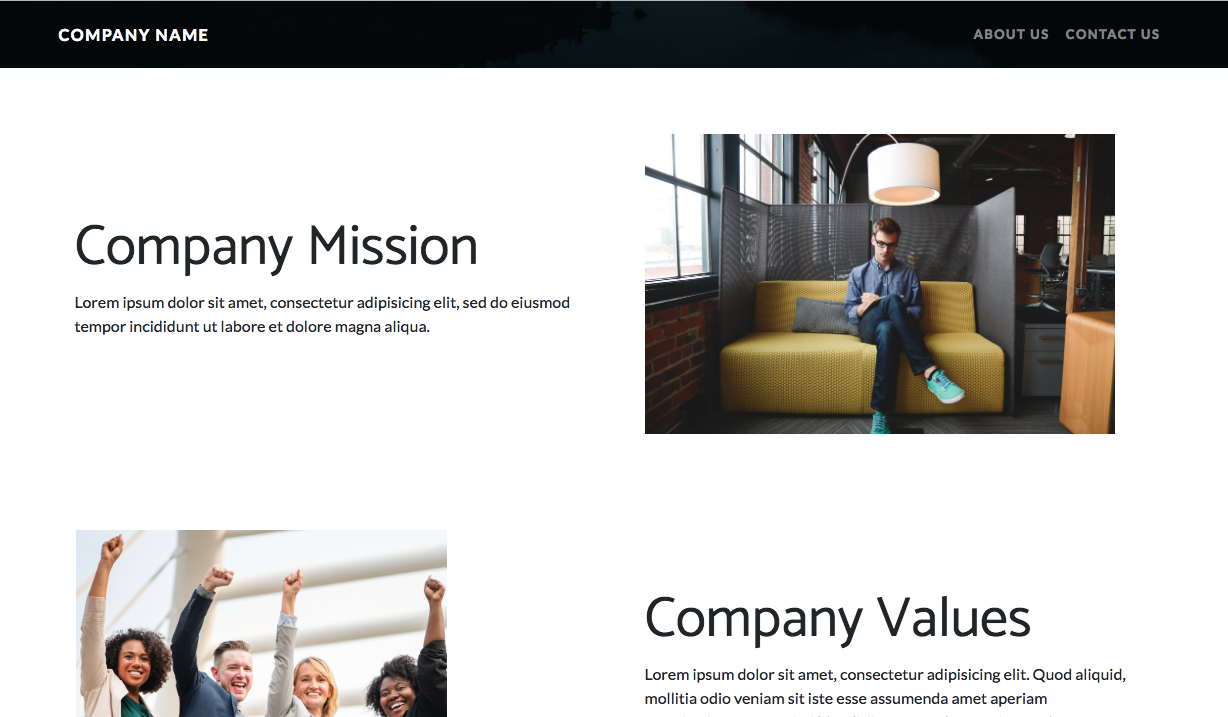 COMPANY NAME
ABOUT US CONTACT US
Company Mission
Lorem ipsum dolor sit amet, consectetur adipisicing elit, sed do eiusmod
tempor incididunt ut labore et dolore magna aliqua.
Company Values
Lorem ipsum dolor sit amet, consectetur adipisicing elit. Quod aliquid,
mollitia odio veniam sit iste esse assumenda amet aperiam